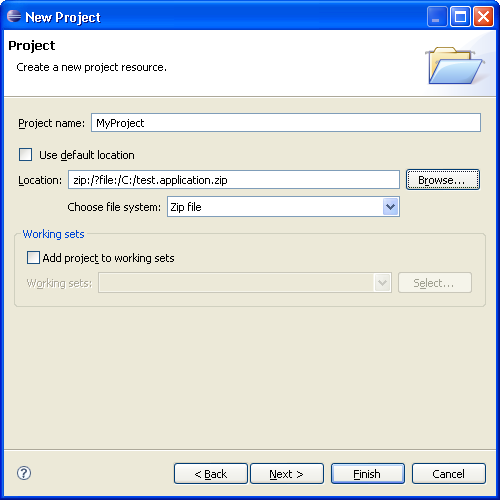 New Project
Project
Create a new project resource.
Project name: MyProject
Use default location
Location: zip:/?file:/C:/test.application.zip Browse...
Choose file system: Zip file
Working sets
Add project to working sets
Working sets: Select...
? < Back Next > Finish Cancel